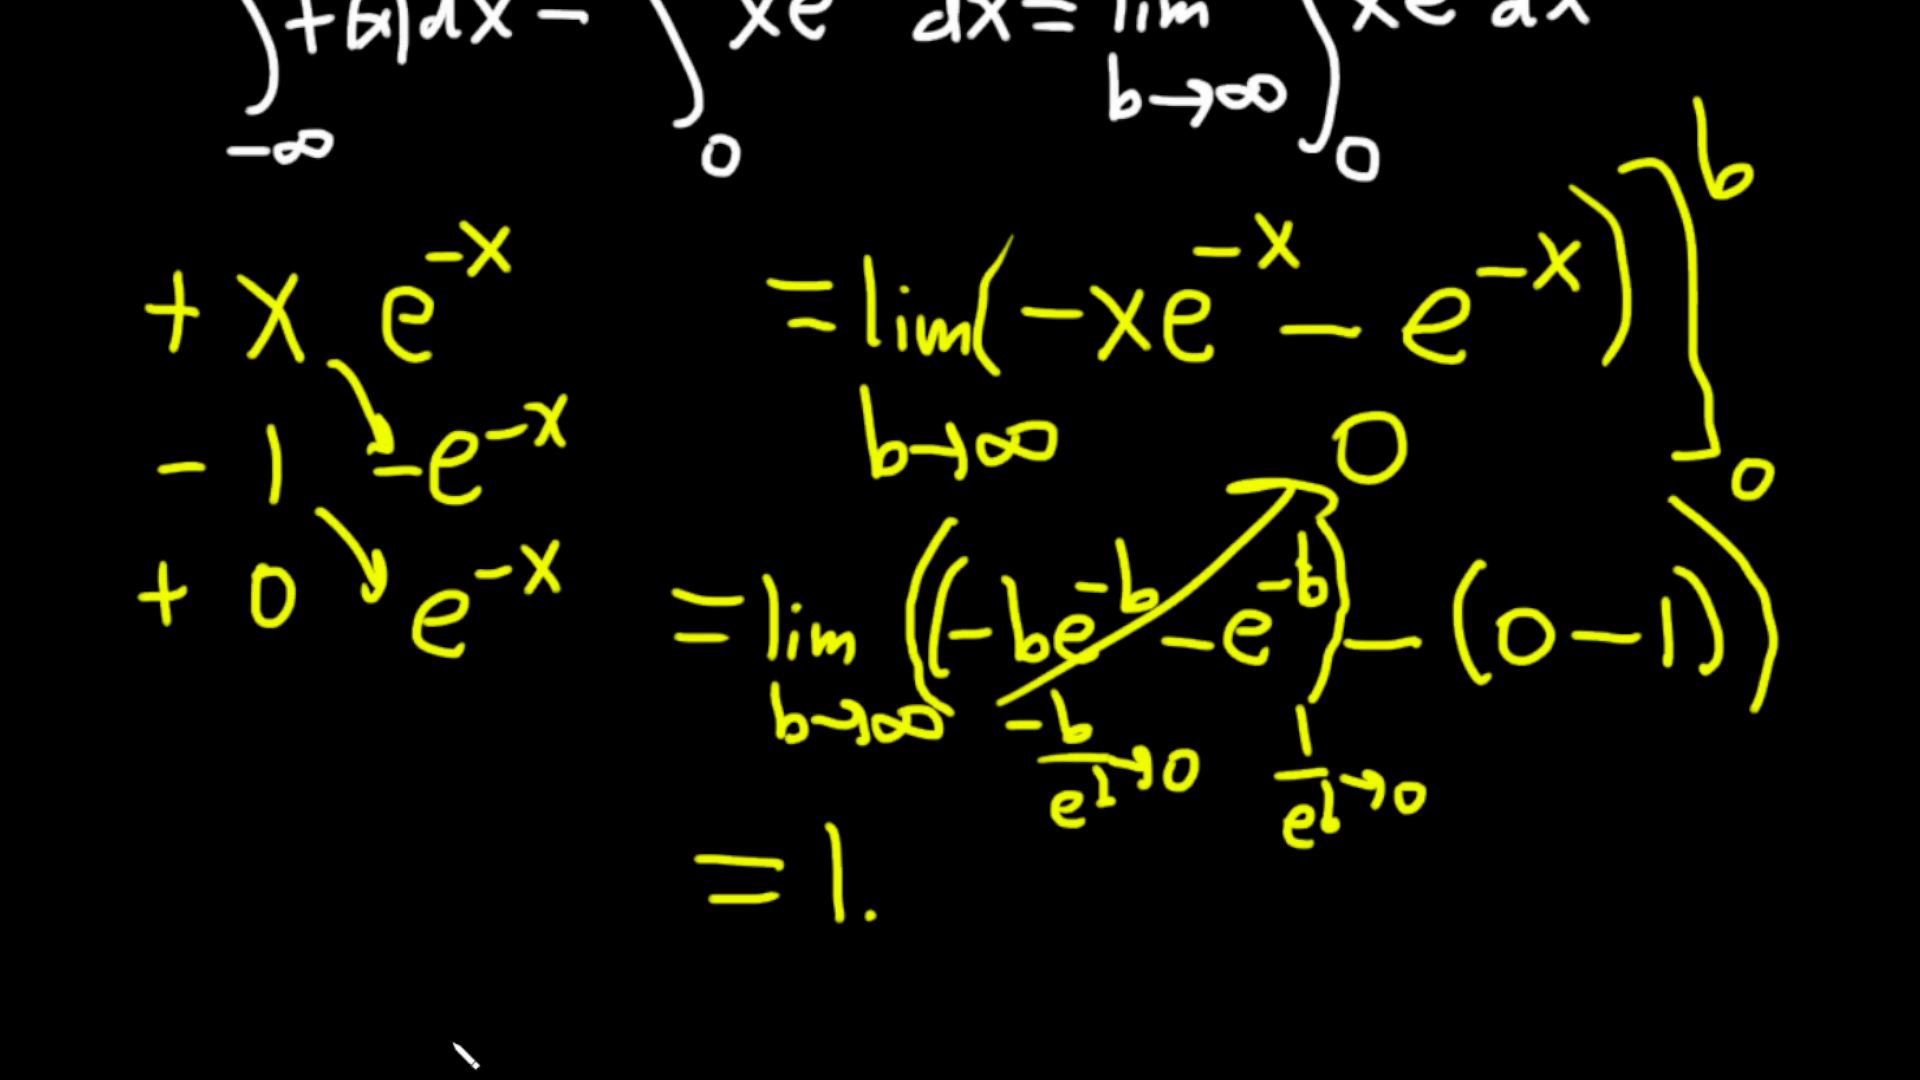 ∫ f(x)dx = ∫ xe dx = lim ∫ xe dx
-∞ 0 b→∞ 0
+ x e^{-x} = lim (-xe^{-x} - e^{-x})]^b_0
b→∞
- 1 -e^{-x} 0
+ 0 e^{-x} = lim ((-be^{-b} - e^{-b}) - (0-1))
b→∞ -b/e^b→0 1/e^b→0
= 1.